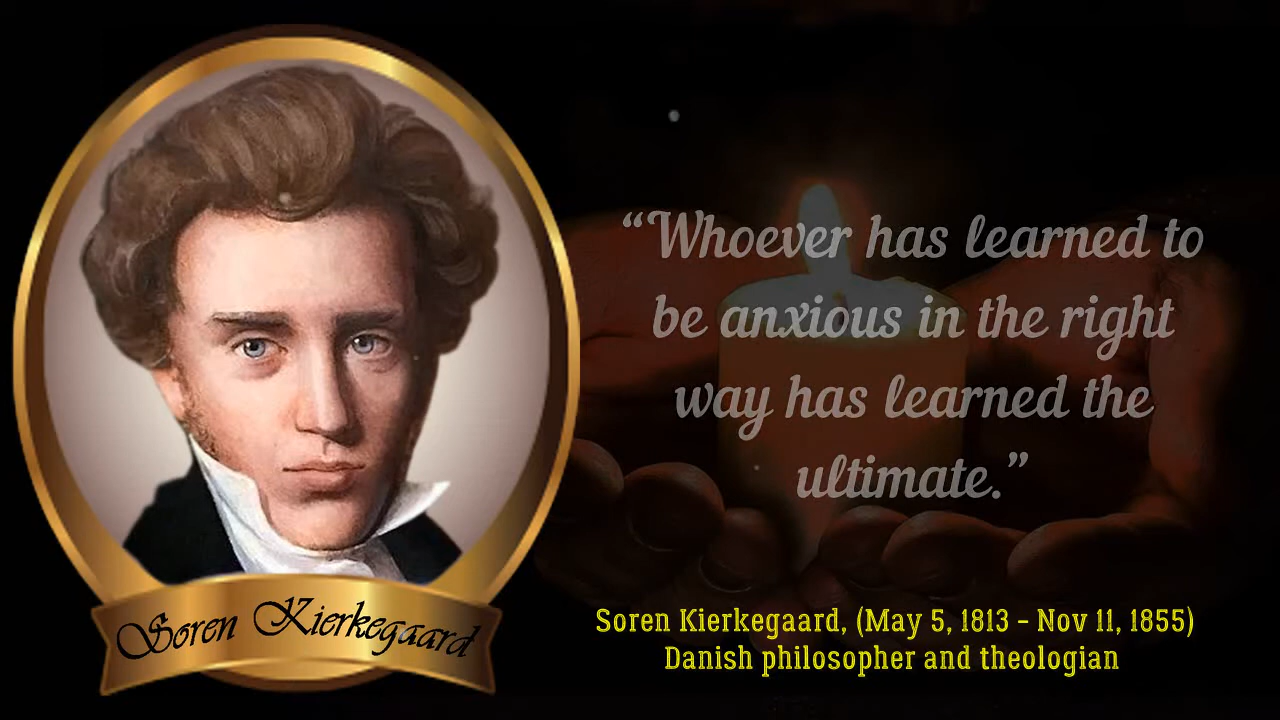 Soren Kierkegaard
“Whoever has learned to
be anxious in the right
way has learned the
ultimate.”
Soren Kierkegaard, (May 5, 1813 - Nov 11, 1855)
Danish philosopher and theologian